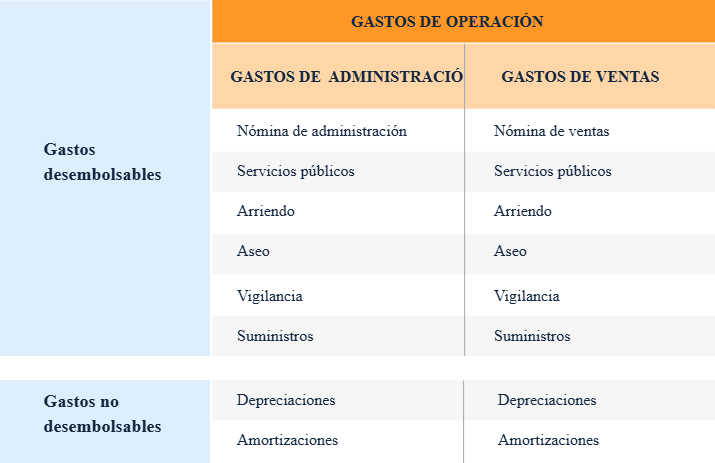 GASTOS DE OPERACIÓN
GASTOS DE ADMINISTRACIÓ GASTOS DE VENTAS
Gastos
desembolsables
Nómina de administración Nómina de ventas
Servicios públicos Servicios públicos
Arriendo Arriendo
Aseo Aseo
Vigilancia Vigilancia
Suministros Suministros
Gastos no
desembolsables
Depreciaciones Depreciaciones
Amortizaciones Amortizaciones